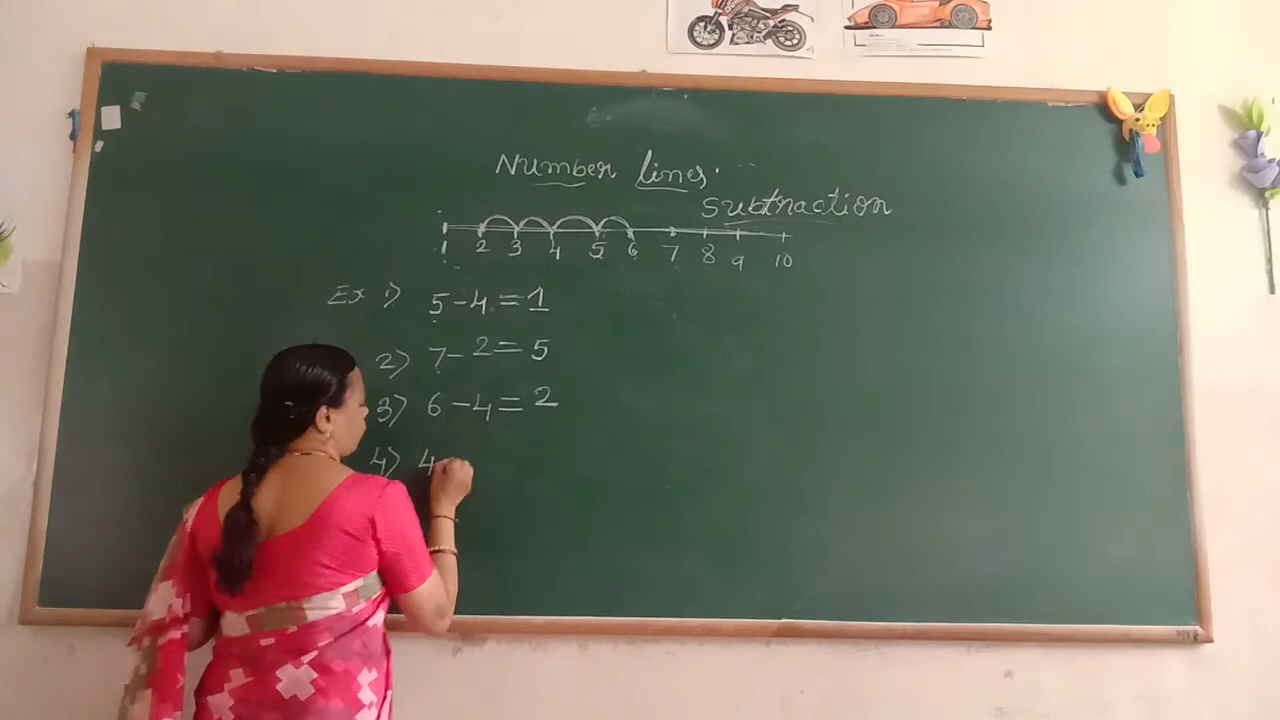 Number lines.
Subtraction
1 2 3 4 5 6 7 8 9 10
Ex 1) 5-4=1
2) 7-2=5
3) 6-4=2
4) 4